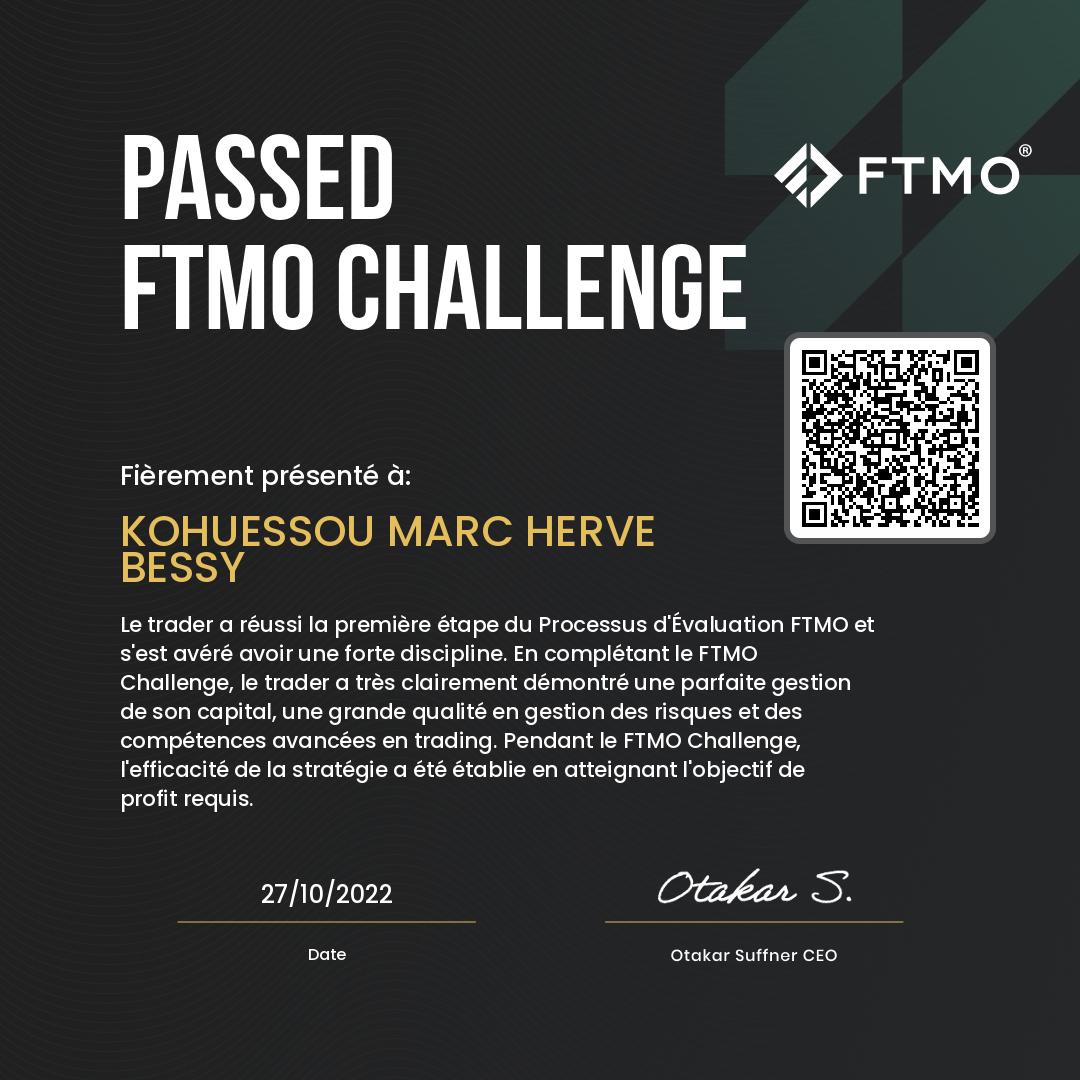 PASSED
FTMO CHALLENGE
FTMO®
Fièrement présenté à:
KOHUESSOU MARC HERVE
BESSY
Le trader a réussi la première étape du Processus d'Évaluation FTMO et
s'est avéré avoir une forte discipline. En complétant le FTMO
Challenge, le trader a très clairement démontré une parfaite gestion
de son capital, une grande qualité en gestion des risques et des
compétences avancées en trading. Pendant le FTMO Challenge,
l'efficacité de la stratégie a été établie en atteignant l'objectif de
profit requis.
27/10/2022
Date
Otakar S.
Otakar Suffner CEO